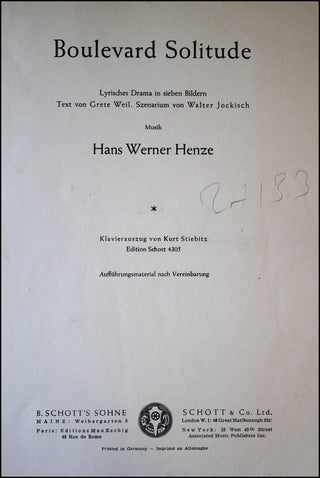 Boulevard Solitude
Lyrisches Drama in sieben Bildern
Text von Grete Weil. Szenarium von Walter Jockisch
Musik
Hans Werner Henze
*
Klavierauszug von Kurt Stiebitz
Edition Schott 4305
Aufführungsmaterial nach Vereinbarung
B. SCHOTT'S SÖHNE
MAINZ: Weihergarten 5
Paris: Editions Max Eschig
48 Rue de Rome
SCHOTT & Co. Ltd.
London W. 1: 48 Great Marlborough Str:
New York: 25 West 45th Street
Associated Music Publishers Inc.
Printed in Germany — Imprimé en Allemagne